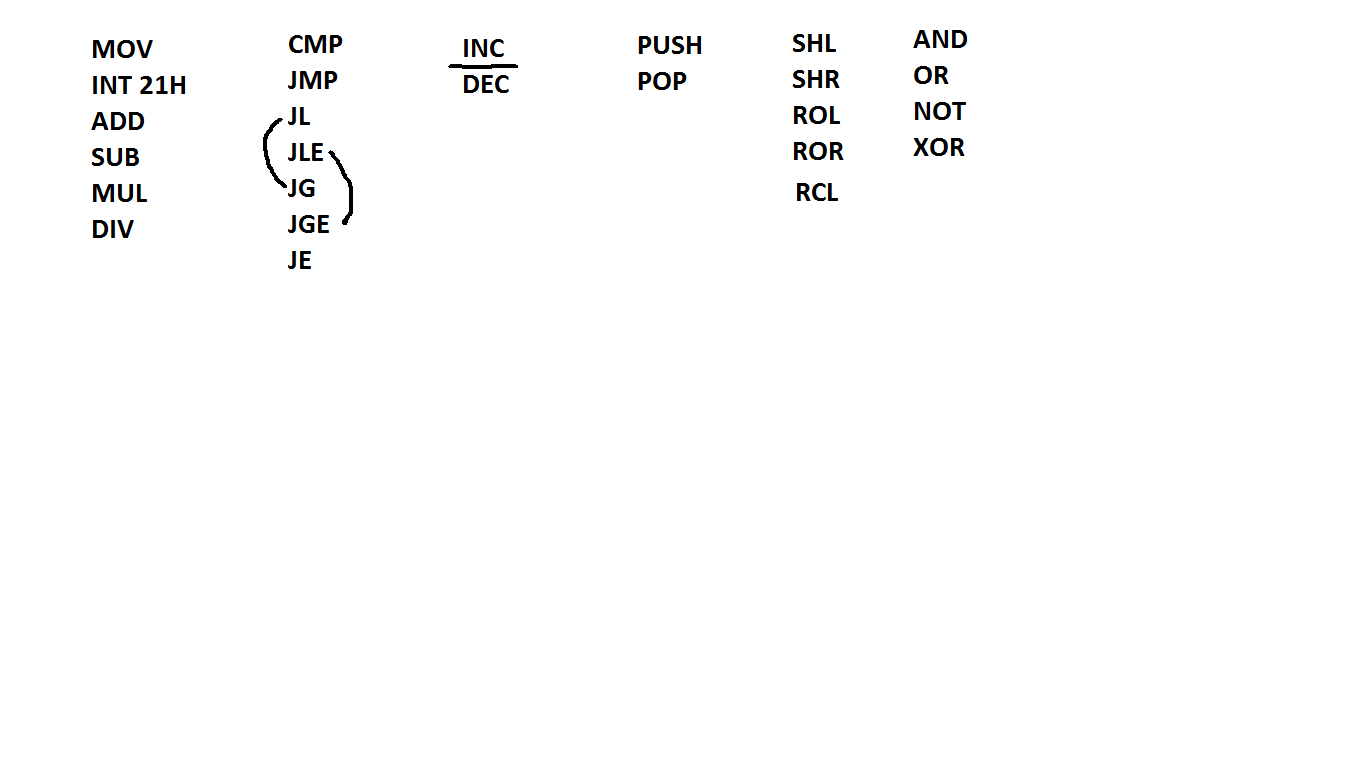 MOV
INT 21H
ADD
SUB
MUL
DIV
CMP
JMP
JL
JLE
JG
JGE
JE
INC
DEC
PUSH
POP
SHL
SHR
ROL
ROR
RCL
AND
OR
NOT
XOR